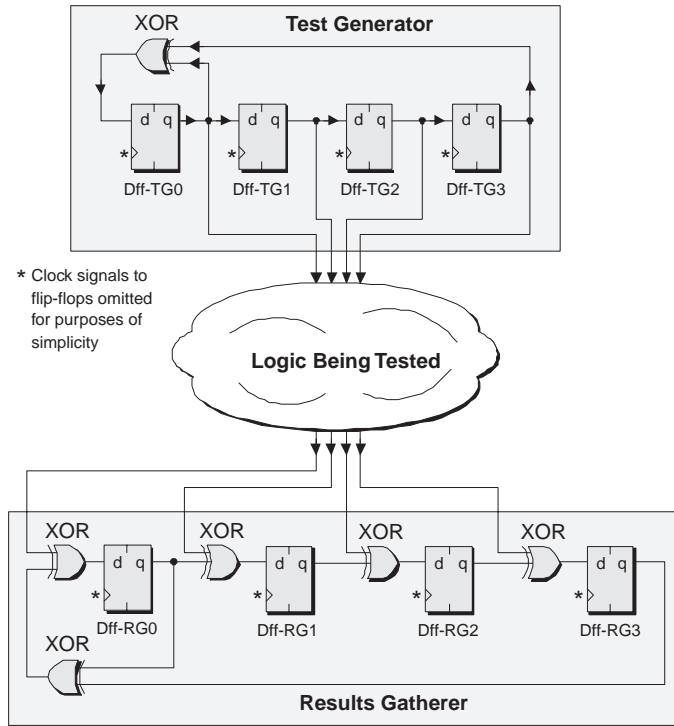 XOR
Test Generator
d q
d q
d q
d q
*
*
*
*
Dff-TG0
Dff-TG1
Dff-TG2
Dff-TG3
* Clock signals to
flip-flops omitted
for purposes of
simplicity
Logic Being Tested
XOR
XOR
XOR
XOR
d q
d q
d q
d q
*
*
*
*
Dff-RG0
Dff-RG1
Dff-RG2
Dff-RG3
XOR
Results Gatherer